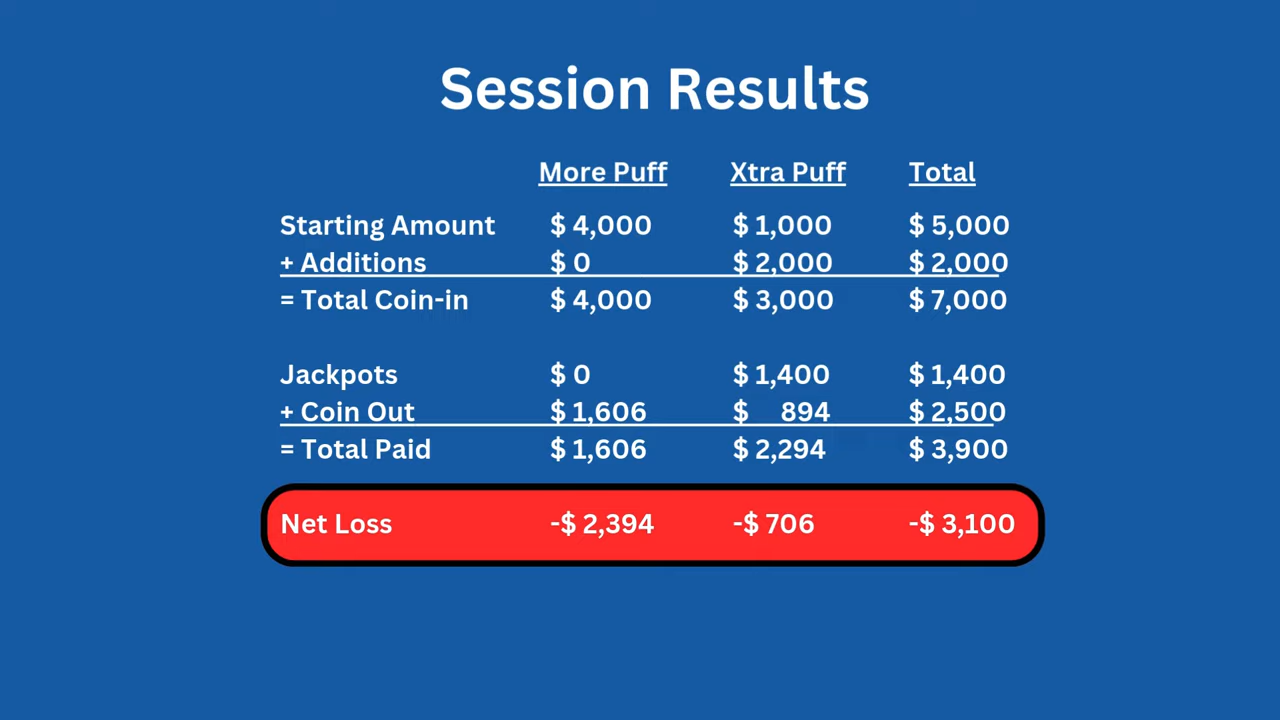 Session Results
More Puff Xtra Puff Total
Starting Amount $ 4,000 $ 1,000 $ 5,000
+ Additions $ 0 $ 2,000 $ 2,000
= Total Coin-in $ 4,000 $ 3,000 $ 7,000
Jackpots $ 0 $ 1,400 $ 1,400
+ Coin Out $ 1,606 $ 894 $ 2,500
= Total Paid $ 1,606 $ 2,294 $ 3,900
Net Loss -$ 2,394 -$ 706 -$ 3,100